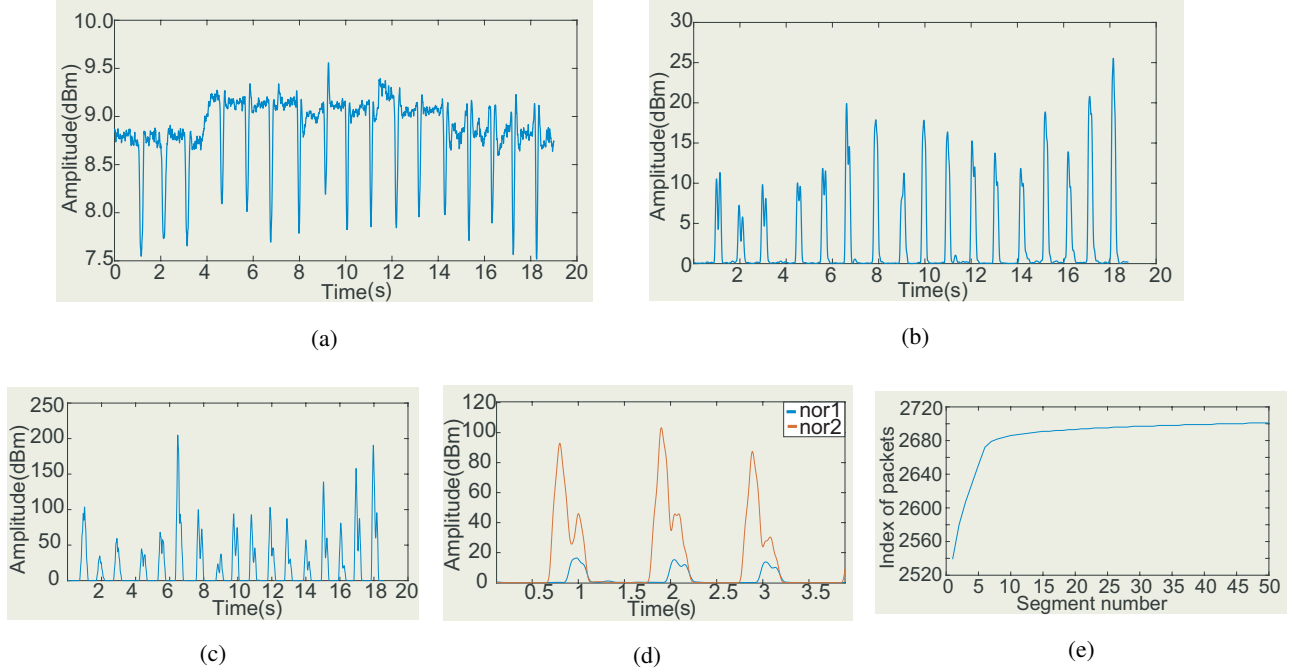 10.0
9.5
9.0
8.5
8.0
7.5
Amplitude(dBm)
0 2 4 6 8 10 12 14 16 18 20
Time(s)
(a)
30
25
20
15
10
5
0
Amplitude(dBm)
2 4 6 8 10 12 14 16 18 20
Time(s)
(b)
250
200
150
100
50
0
Amplitude(dBm)
2 4 6 8 10 12 14 16 18 20
Time(s)
(c)
120
100
80
60
40
20
0
Amplitude(dBm)
nor1
nor2
0.5 1 1.5 2 2.5 3 3.5
Time(s)
(d)
2720
2680
2640
2600
2560
2520
Index of packets
0 5 10 15 20 25 30 35 40 45 50
Segment number
(e)